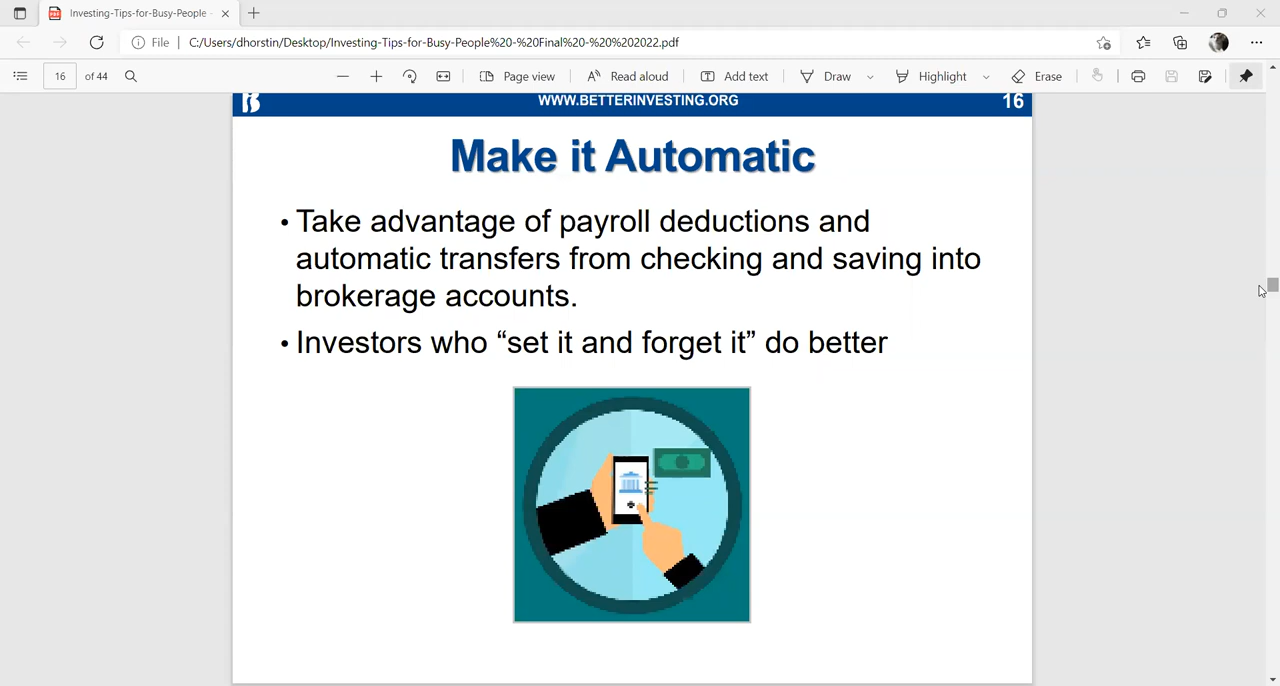 Investing-Tips-for-Busy-People -
File | C:/Users/dhorstin/Desktop/Investing-Tips-for-Busy-People%20-%20Final%20-%20%202022.pdf
16 of 44 Page view Read aloud Add text Draw Highlight Erase
WWW.BETTERINVESTING.ORG 16
Make it Automatic
• Take advantage of payroll deductions and
automatic transfers from checking and saving into
brokerage accounts.
• Investors who “set it and forget it” do better